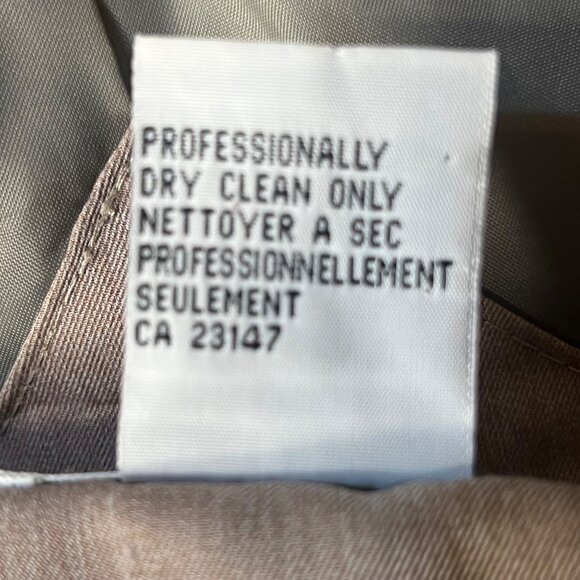 PROFESSIONALLY
DRY CLEAN ONLY
NETTOYER A SEC
PROFESSIONNELLEMENT
SEULEMENT
CA 23147